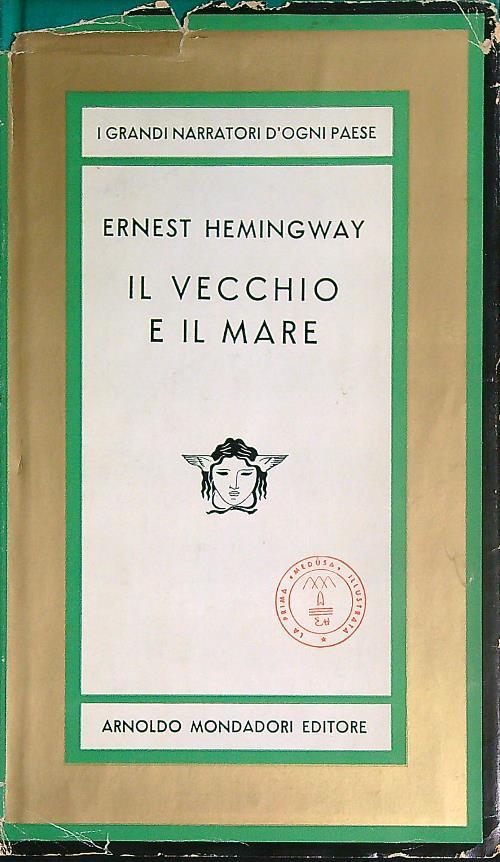 I GRANDI NARRATORI D'OGNI PAESE
ERNEST HEMINGWAY
IL VECCHIO
E IL MARE
LA PRIMA "MEDUSA" ILLUSTRATA
ARNOLDO MONDADORI EDITORE